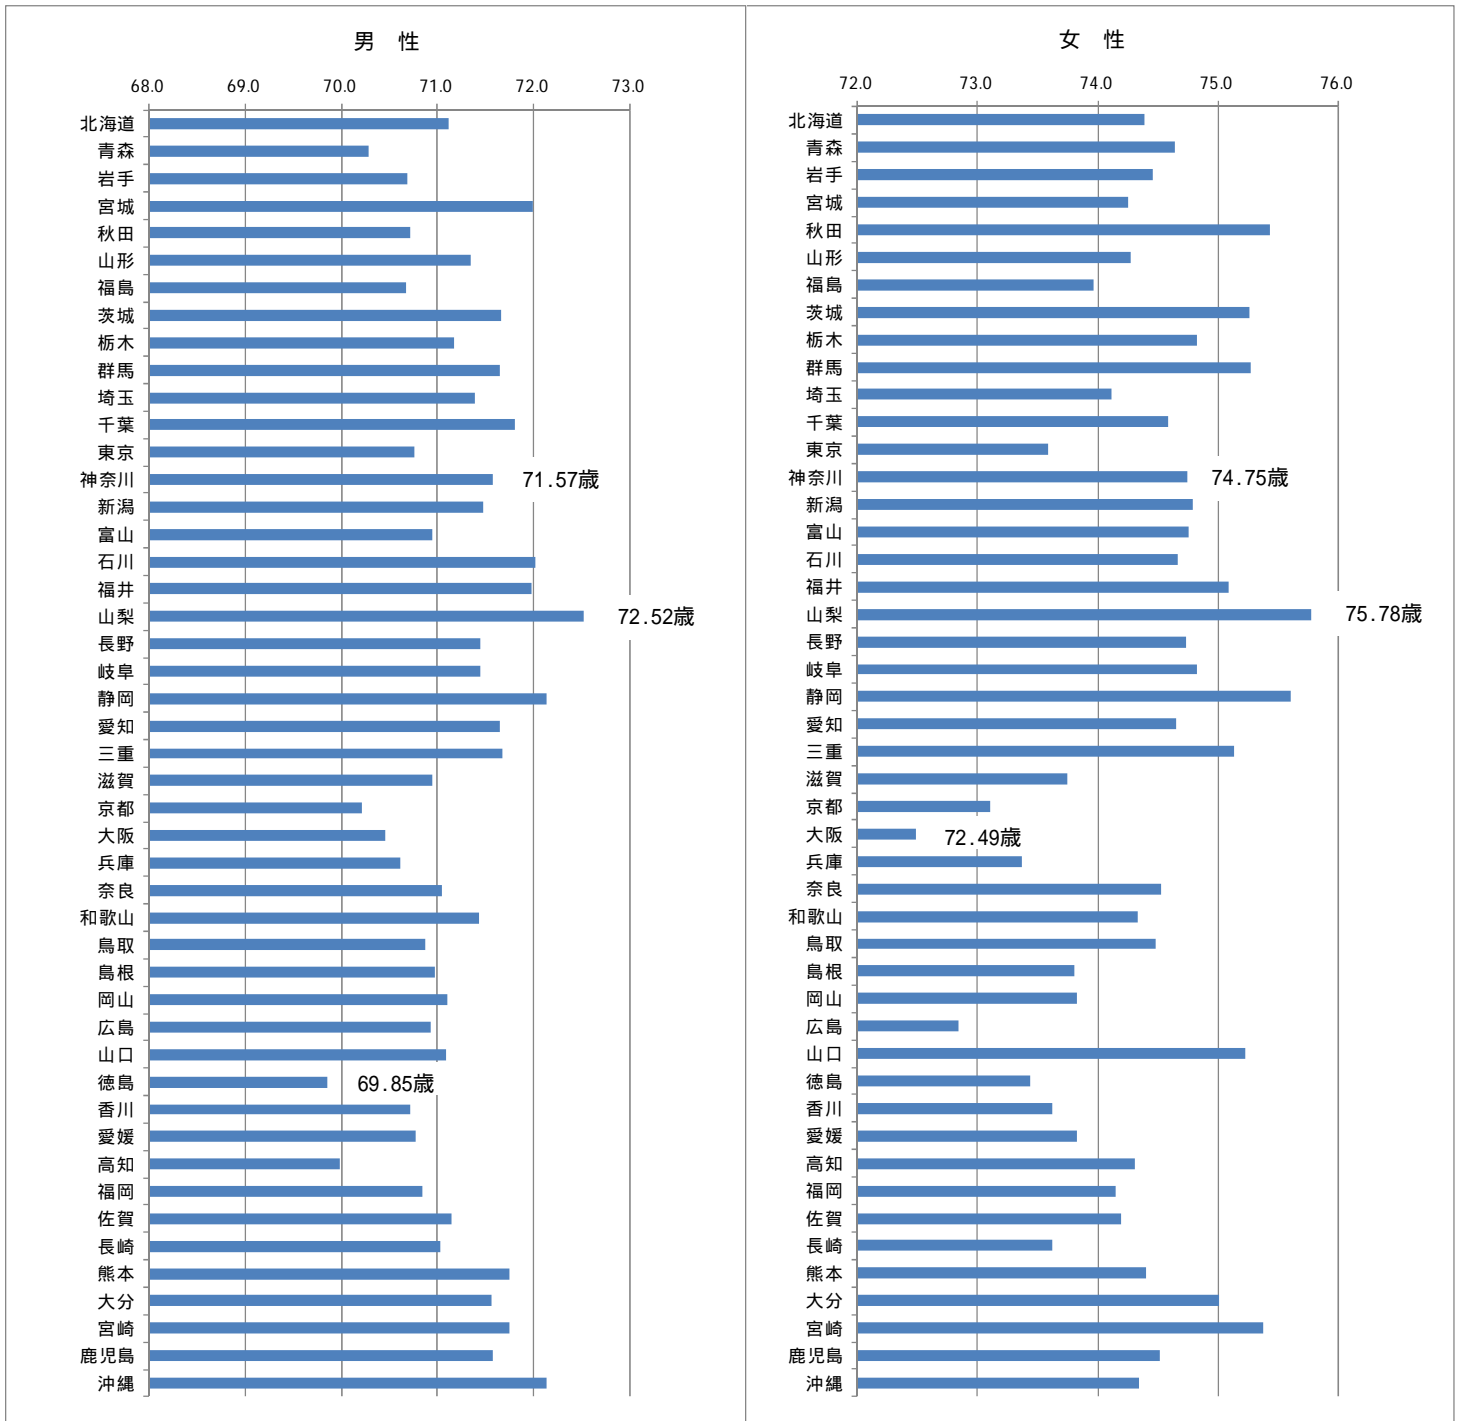 男 性
68.0 69.0 70.0 71.0 72.0 73.0
北海道
青森
岩手
宮城
秋田
山形
福島
茨城
栃木
群馬
埼玉
千葉
東京
神奈川 71.57歳
新潟
富山
石川
福井
山梨 72.52歳
長野
岐阜
静岡
愛知
三重
滋賀
京都
大阪
兵庫
奈良
和歌山
鳥取
島根
岡山
広島
山口
徳島 69.85歳
香川
愛媛
高知
福岡
佐賀
長崎
熊本
大分
宮崎
鹿児島
沖縄
女 性
72.0 73.0 74.0 75.0 76.0
北海道
青森
岩手
宮城
秋田
山形
福島
茨城
栃木
群馬
埼玉
千葉
東京
神奈川 74.75歳
新潟
富山
石川
福井
山梨 75.78歳
長野
岐阜
静岡
愛知
三重
滋賀
京都
大阪 72.49歳
兵庫
奈良
和歌山
鳥取
島根
岡山
広島
山口
徳島
香川
愛媛
高知
福岡
佐賀
長崎
熊本
大分
宮崎
鹿児島
沖縄